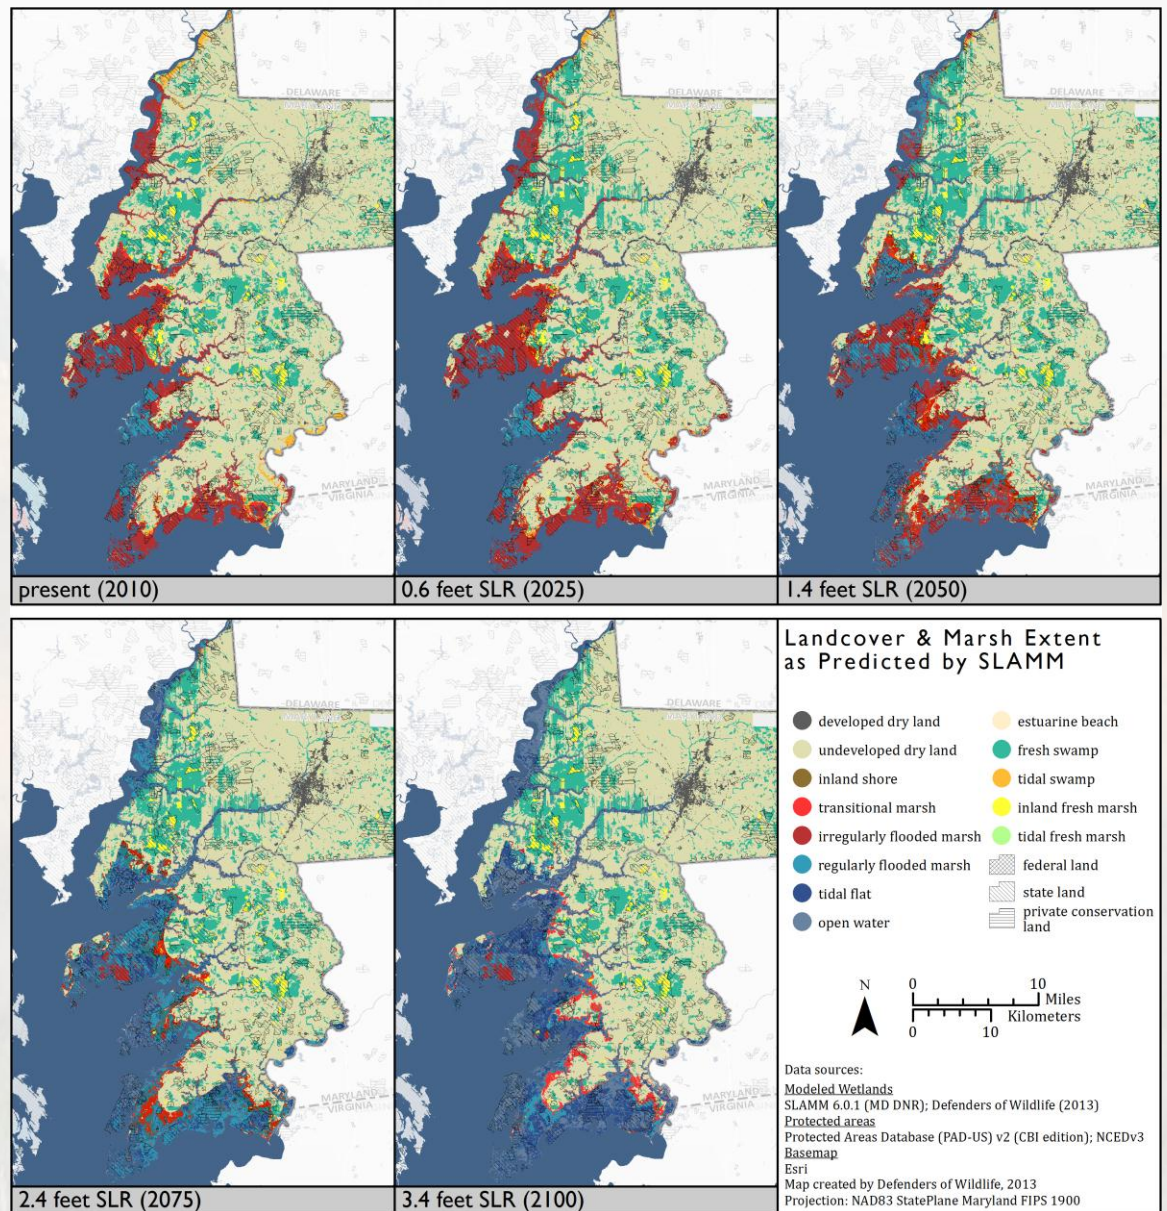 DELAWARE
MARYLAND
VIRGINIA
present (2010)
DELAWARE
MARYLAND
VIRGINIA
0.6 feet SLR (2025)
DELAWARE
MARYLAND
VIRGINIA
1.4 feet SLR (2050)
DELAWARE
MARYLAND
VIRGINIA
2.4 feet SLR (2075)
DELAWARE
MARYLAND
VIRGINIA
3.4 feet SLR (2100)
Landcover & Marsh Extent
as Predicted by SLAMM
developed dry land
undeveloped dry land
inland shore
transitional marsh
irregularly flooded marsh
regularly flooded marsh
tidal flat
open water
estuarine beach
fresh swamp
tidal swamp
inland fresh marsh
tidal fresh marsh
federal land
state land
private conservation
land
N
0 10
Miles
Kilometers
0 10
Data sources:
Modeled Wetlands
SLAMM 6.0.1 (MD DNR); Defenders of Wildlife (2013)
Protected areas
Protected Areas Database (PAD-US) v2 (CBI edition); NCEDv3
Basemap
Esri
Map created by Defenders of Wildlife, 2013
Projection: NAD83 StatePlane Maryland FIPS 1900